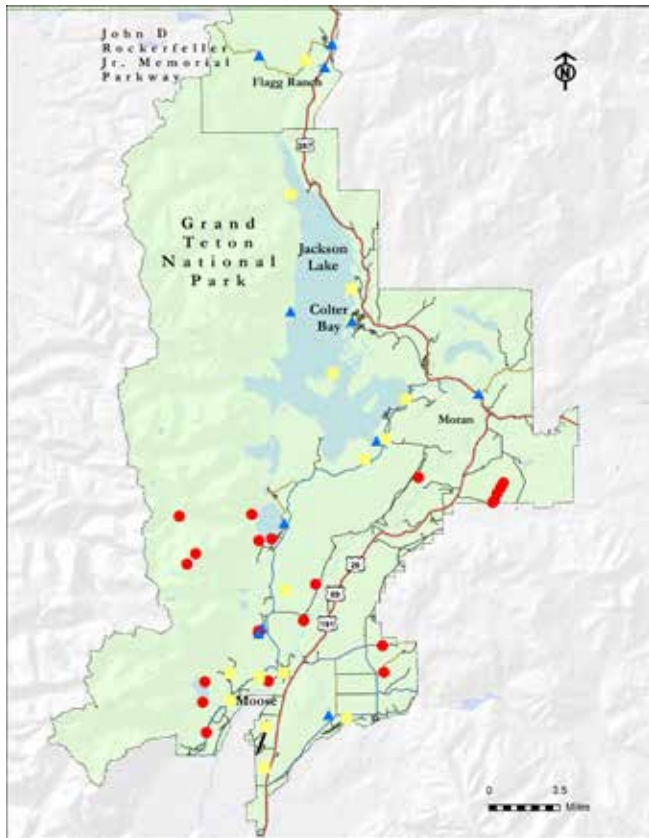 John D
Rockerfeller
Jr. Memorial
Parkway
Flagg Ranch
N
287
Grand
Teton
National
Park
Jackson
Lake
Colter
Bay
Moran
26
89
191
Moose
0 3.5
Miles